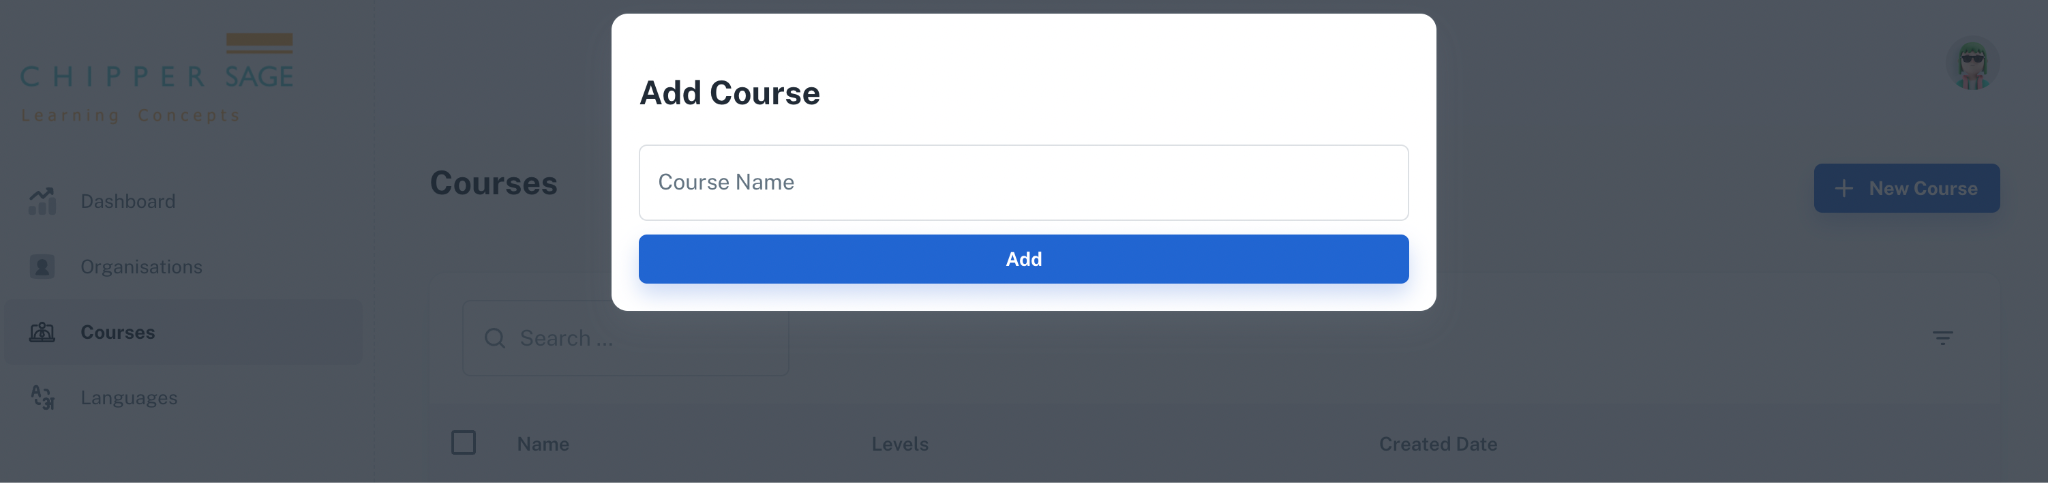 CHIPPER SAGE
Learning Concepts
Dashboard
Organisations
Courses
Languages
Add Course
Course Name
Add
Courses
New Course
Search ...
Name Levels Created Date